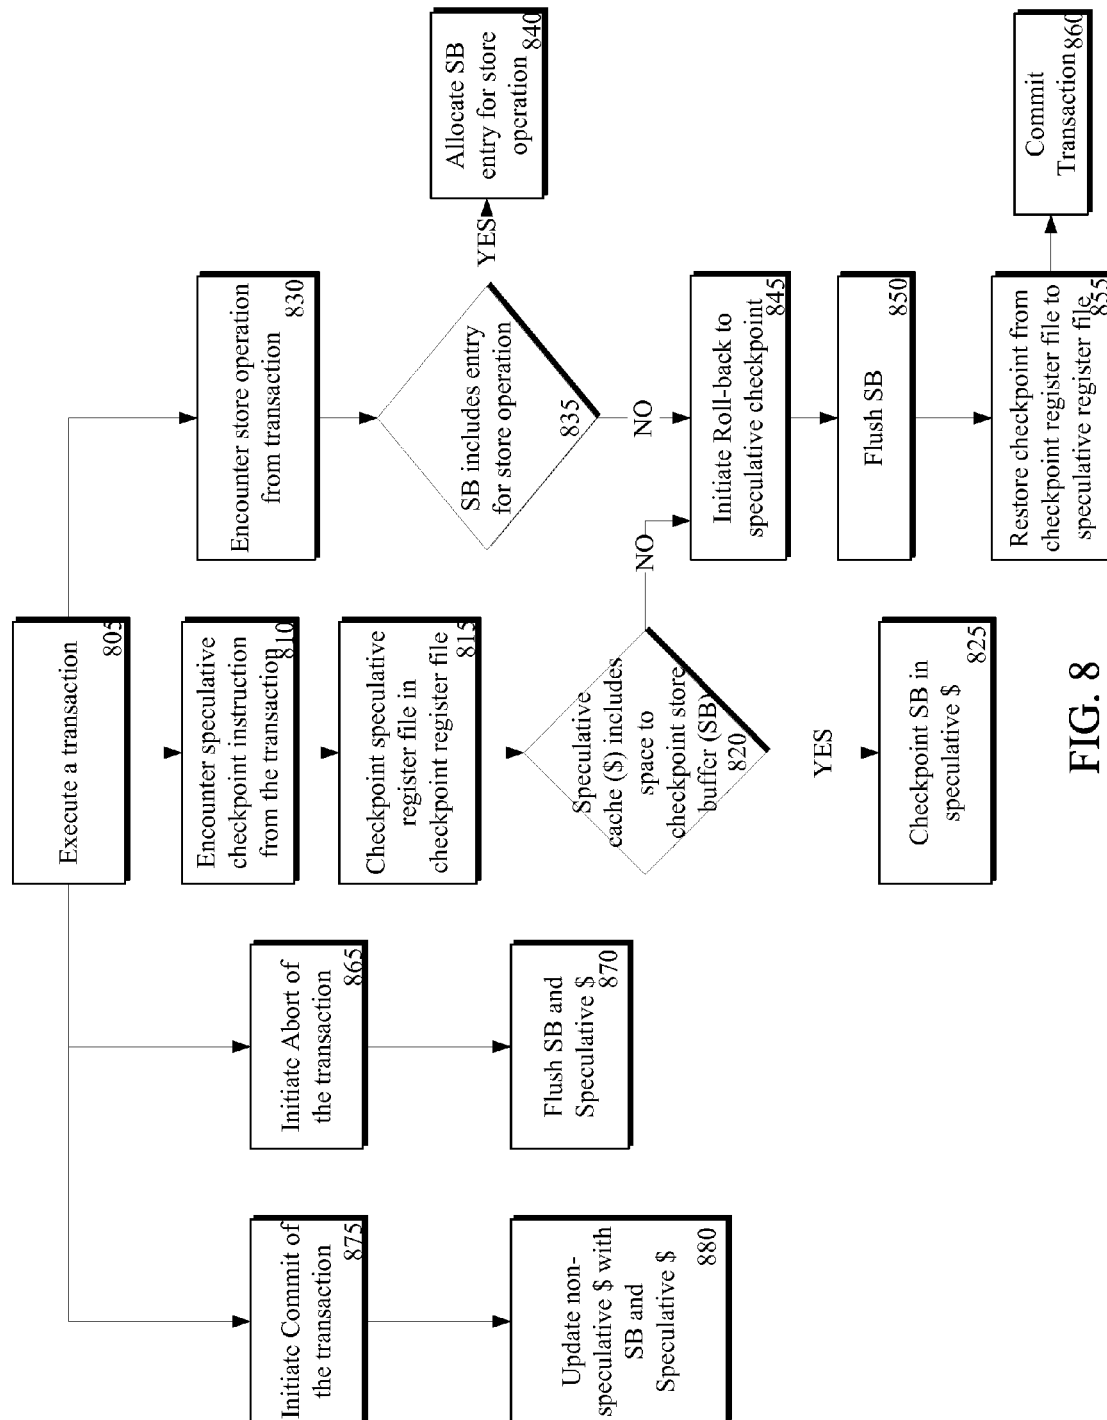 Execute a transaction
805
Initiate Commit of
the transaction
875
Update non-
speculative $ with
SB and
Speculative $
880
Initiate Abort of
the transaction
865
Flush SB and
Speculative $
870
Encounter speculative
checkpoint instruction
from the transaction
810
Checkpoint speculative
register file in
checkpoint register file
815
Speculative
cache ($) includes
space to
checkpoint store
buffer (SB)
820
YES
Checkpoint SB in
speculative $
825
NO
Encounter store operation
from transaction
830
SB includes entry
for store operation
835
YES
Allocate SB
entry for store
operation
840
NO
Initiate Roll-back to
speculative checkpoint
845
Flush SB
850
Restore checkpoint from
checkpoint register file to
speculative register file
855
Commit
Transaction
860
FIG. 8